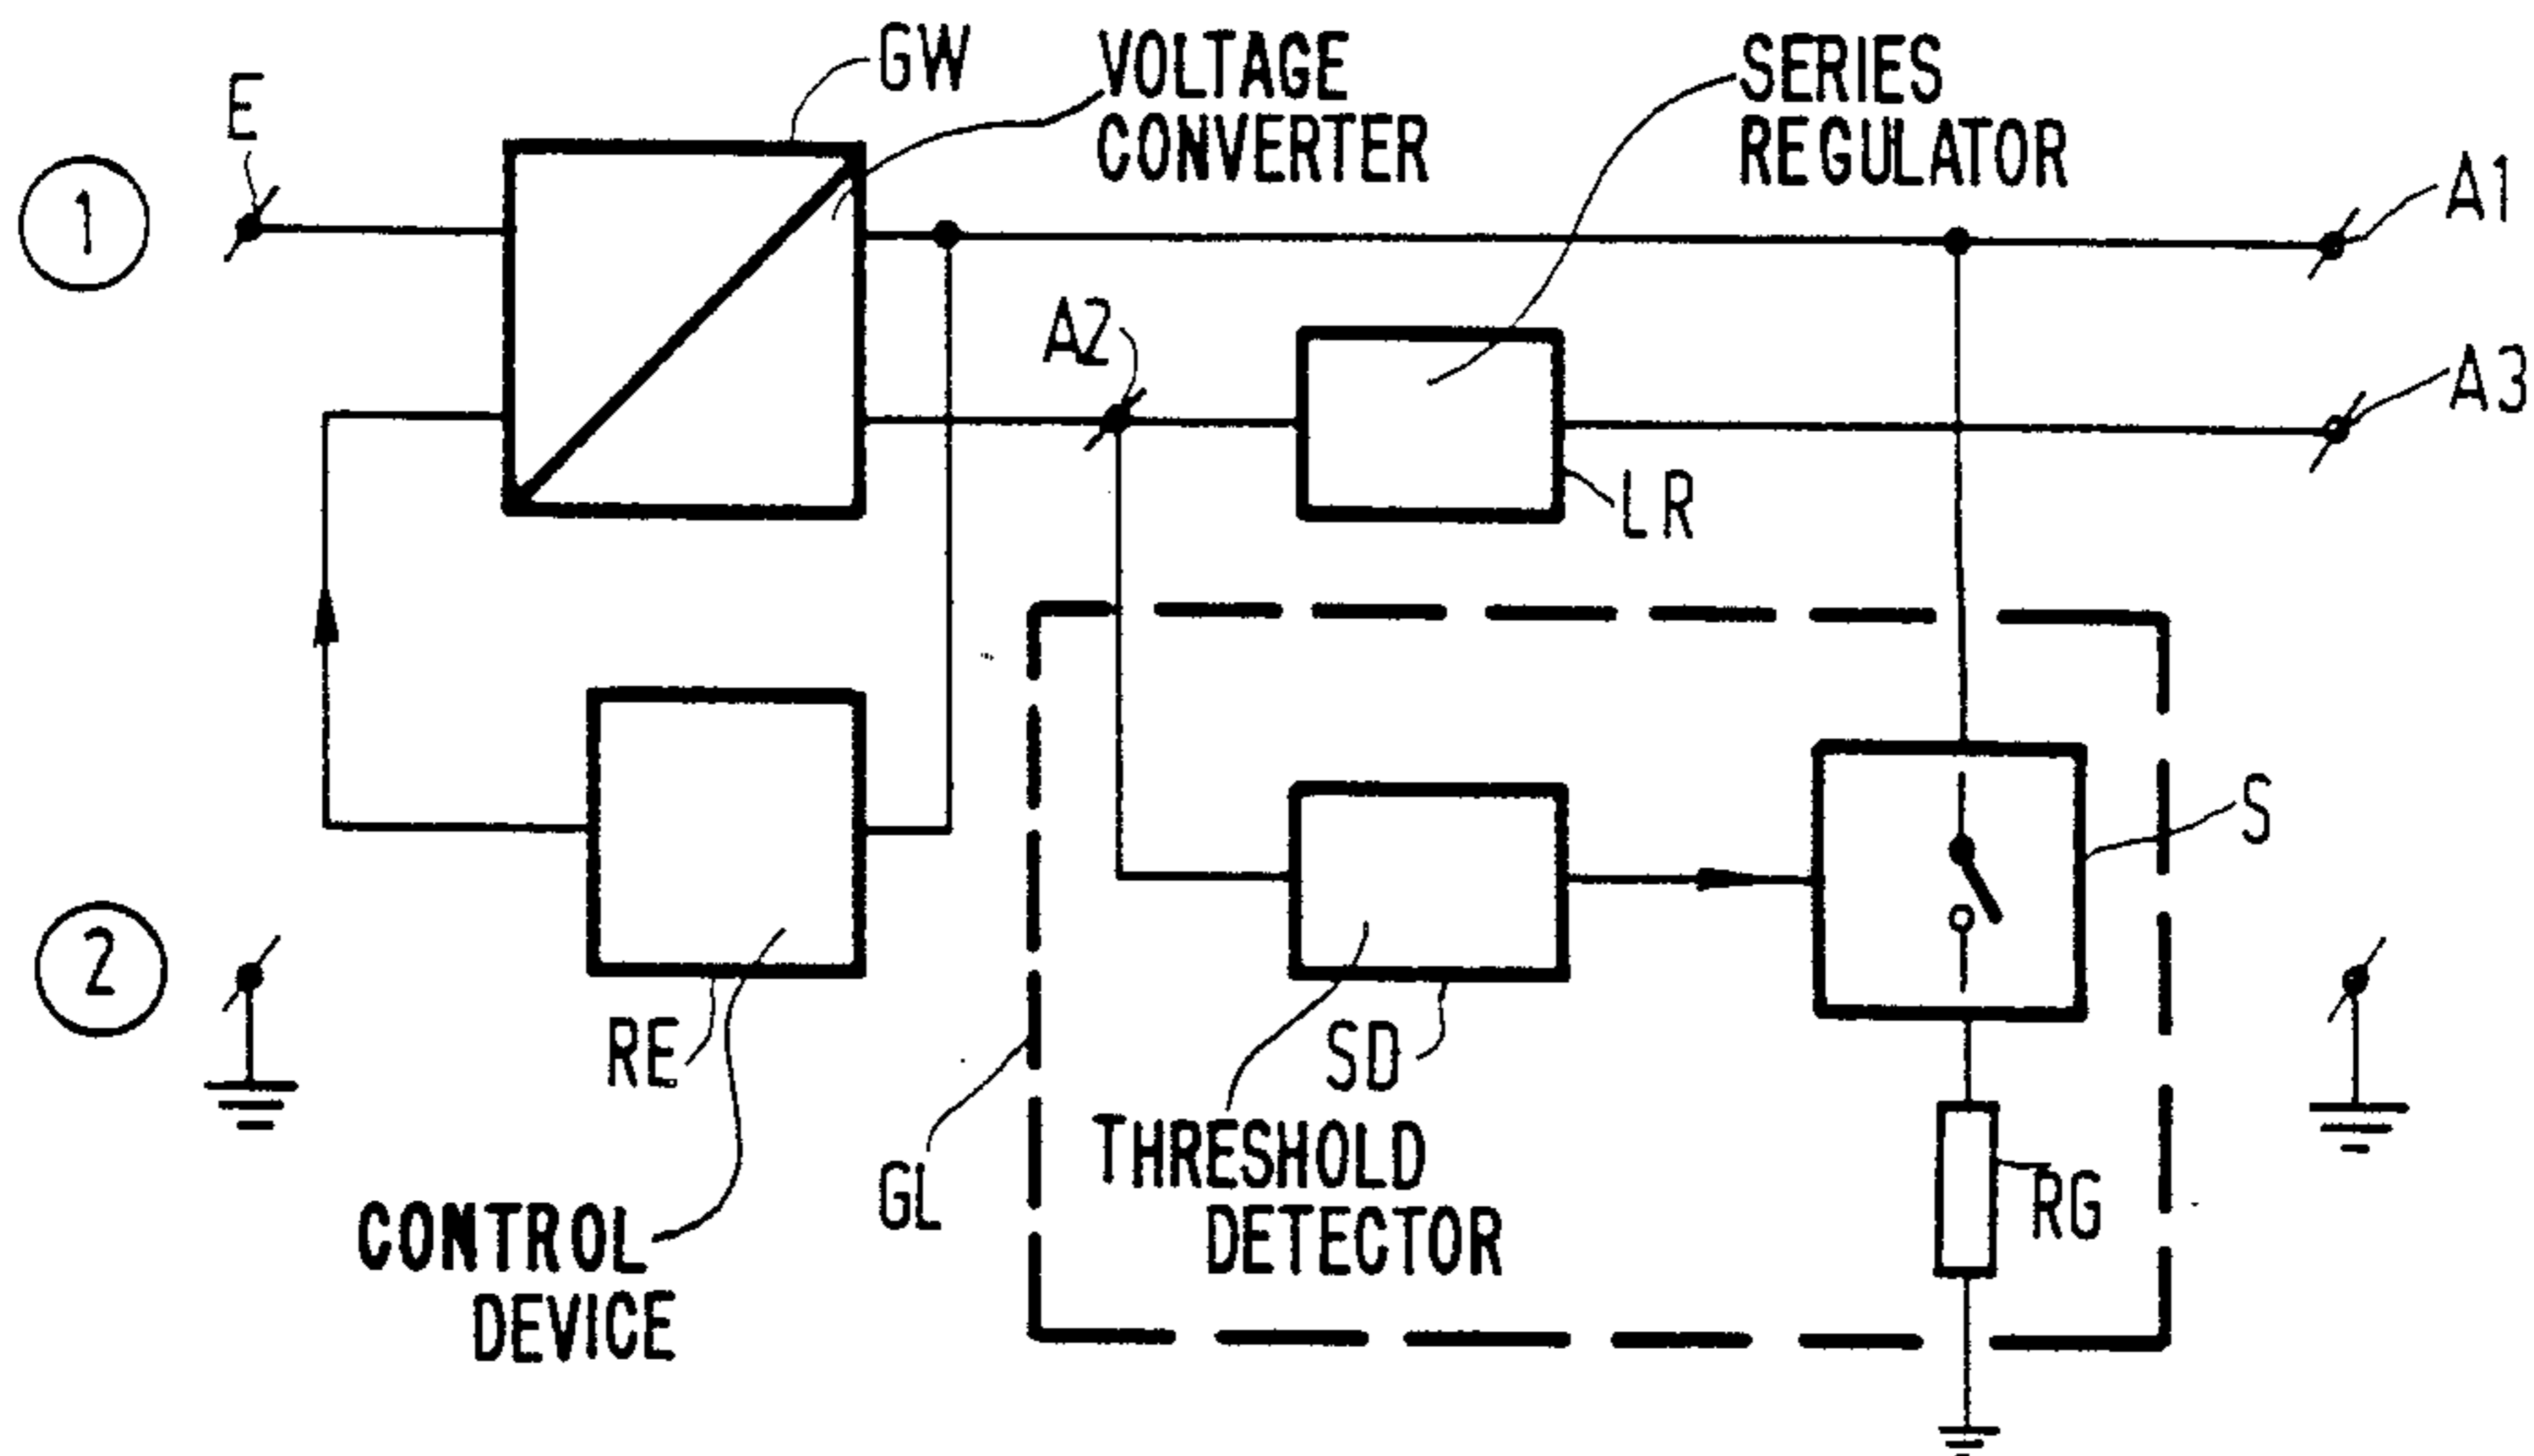 GW
VOLTAGE
CONVERTER
SERIES
REGULATOR
E
1
A1
A2
A3
LR
S
2
RE
SD
GL
THRESHOLD
DETECTOR
RG
CONTROL
DEVICE